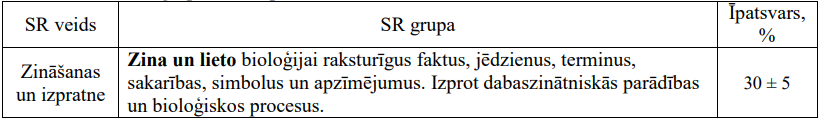 SR veids SR grupa Īpatsvars, %
Zināšanas un izpratne
Zina un lieto bioloģijai raksturīgus faktus, jēdzienus, terminus,
sakarības, simbolus un apzīmējumus. Izprot dabaszinātniskās parādības
un bioloģiskos procesus.
30 ± 5